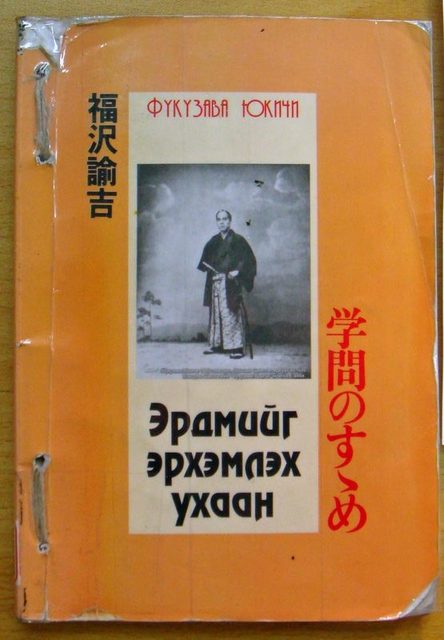 福沢諭吉
ФУКУЗАВА ЮКИЧИ
学問のすゝめ
Эрдмийг
эрхэмлэх
ухаан